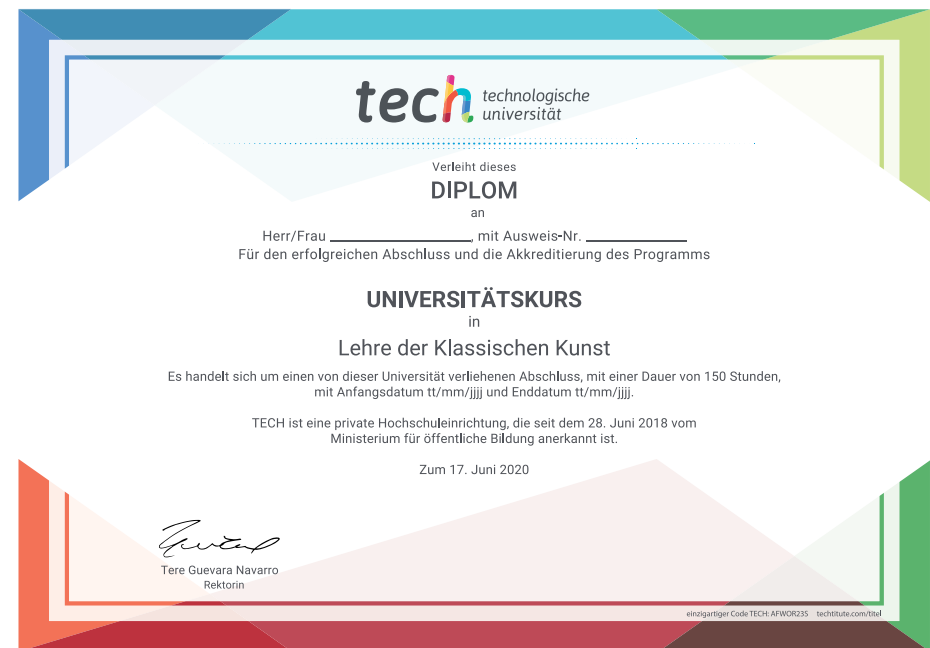 tech technologische
universität
Verleiht dieses
DIPLOM
an
Herr/Frau ____________, mit Ausweis-Nr. ____________
Für den erfolgreichen Abschluss und die Akkreditierung des Programms
UNIVERSITÄTSKURS
in
Lehre der Klassischen Kunst
Es handelt sich um einen von dieser Universität verliehenen Abschluss, mit einer Dauer von 150 Stunden,
mit Anfangsdatum tt/mm/jjjj und Enddatum tt/mm/jjjj.
TECH ist eine private Hochschuleinrichtung, die seit dem 28. Juni 2018 vom
Ministerium für öffentliche Bildung anerkannt ist.
Zum 17. Juni 2020
Tere Guevara Navarro
Rektorin
einzigartiger Code TECH: AFWOR23S techtitute.com/titel